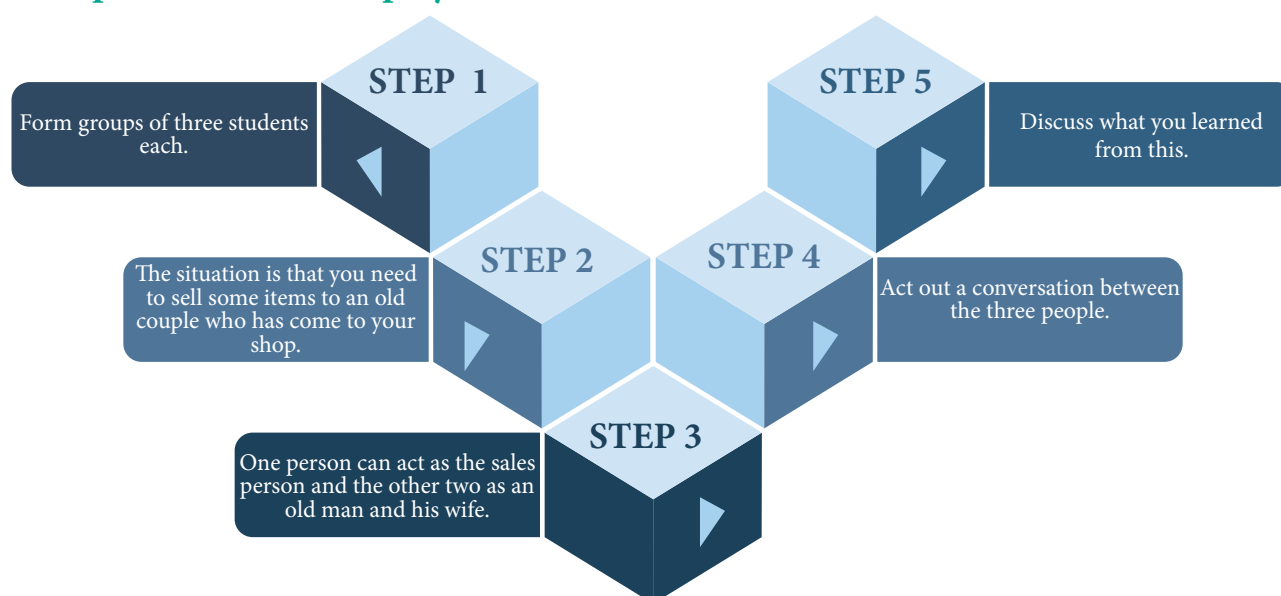 STEP 1
Form groups of three students
each.
STEP 2
The situation is that you need
to sell some items to an old
couple who has come to your
shop.
STEP 3
One person can act as the sales
person and the other two as an
old man and his wife.
STEP 4
Act out a conversation between
the three people.
STEP 5
Discuss what you learned
from this.